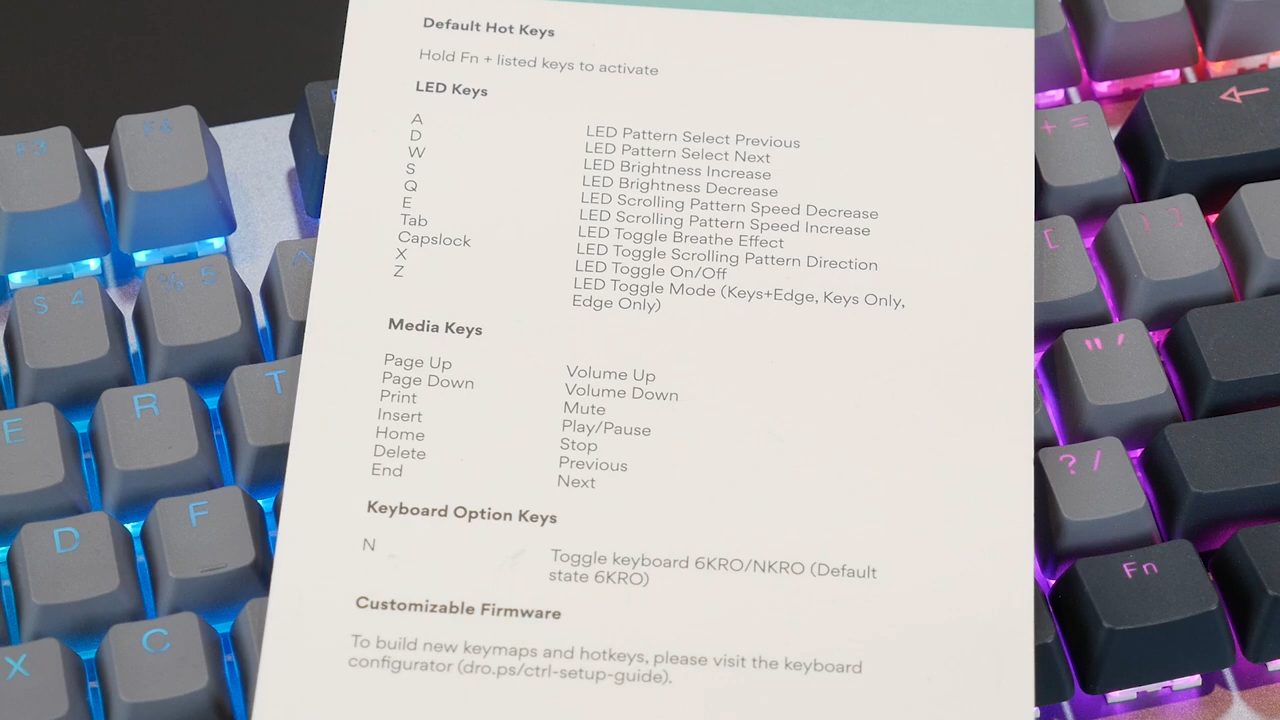 Default Hot Keys
Hold Fn + listed keys to activate
LED Keys
A LED Pattern Select Previous
D LED Pattern Select Next
W LED Brightness Increase
S LED Brightness Decrease
Q LED Scrolling Pattern Speed Decrease
E LED Scrolling Pattern Speed Increase
Tab LED Toggle Breathe Effect
Capslock LED Toggle Scrolling Pattern Direction
X LED Toggle On/Off
Z LED Toggle Mode (Keys+Edge, Keys Only,
Edge Only)
Media Keys
Page Up Volume Up
Page Down Volume Down
Print Mute
Insert Play/Pause
Home Stop
Delete Previous
End Next
Keyboard Option Keys
N Toggle keyboard 6KRO/NKRO (Default
state 6KRO)
Customizable Firmware
To build new keymaps and hotkeys, please visit the keyboard
configurator (dro.ps/ctrl-setup-guide).
F3 F4
$ 4 % 5 ^
E R T
D F
X C
+ = ←
[ ] 
" '
? /
Fn